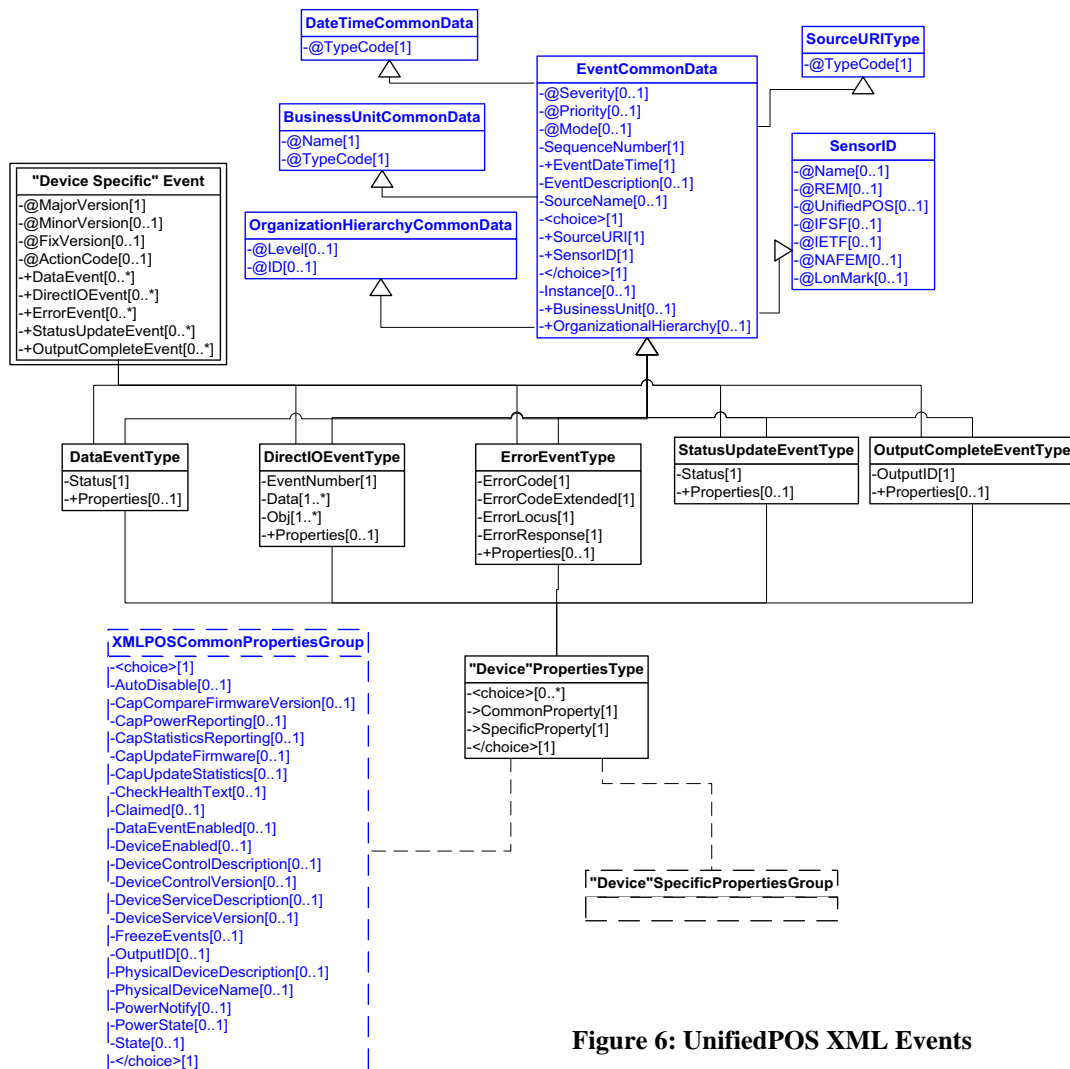 DateTimeCommonData
-@TypeCode[1]
SourceURIType
-@TypeCode[1]
EventCommonData
-@Severity[0..1]
-@Priority[0..1]
-@Mode[0..1]
-SequenceNumber[1]
-+EventDateTime[1]
-EventDescription[0..1]
-SourceName[0..1]
-<choice>[1]
-+SourceURI[1]
-+SensorID[1]
-</choice>[1]
-Instance[0..1]
-+BusinessUnit[0..1]
-+OrganizationalHierarchy[0..1]
BusinessUnitCommonData
-@Name[1]
-@TypeCode[1]
SensorID
-@Name[0..1]
-@REM[0..1]
-@UnifiedPOS[0..1]
-@IFSF[0..1]
-@IETF[0..1]
-@NAFEM[0..1]
-@LonMark[0..1]
"Device Specific" Event
-@MajorVersion[1]
-@MinorVersion[0..1]
-@FixVersion[0..1]
-@ActionCode[0..1]
-+DataEvent[0..*]
-+DirectIOEvent[0..*]
-+ErrorEvent[0..*]
-+StatusUpdateEvent[0..*]
-+OutputCompleteEvent[0..*]
OrganizationHierarchyCommonData
-@Level[0..1]
-@ID[0..1]
DataEventType
-Status[1]
-+Properties[0..1]
DirectIOEventType
-EventNumber[1]
-Data[1..*]
-Obj[1..*]
-+Properties[0..1]
ErrorEventType
-ErrorCode[1]
-ErrorCodeExtended[1]
-ErrorLocus[1]
-ErrorResponse[1]
-+Properties[0..1]
StatusUpdateEventType
-Status[1]
-+Properties[0..1]
OutputCompleteEventType
-OutputID[1]
-+Properties[0..1]
XMLPOSCommonPropertiesGroup
-<choice>[1]
-AutoDisable[0..1]
-CapCompareFirmwareVersion[0..1]
-CapPowerReporting[0..1]
-CapStatisticsReporting[0..1]
-CapUpdateFirmware[0..1]
-CapUpdateStatistics[0..1]
-CheckHealthText[0..1]
-Claimed[0..1]
-DataEventEnabled[0..1]
-DeviceEnabled[0..1]
-DeviceControlDescription[0..1]
-DeviceControlVersion[0..1]
-DeviceServiceDescription[0..1]
-DeviceServiceVersion[0..1]
-FreezeEvents[0..1]
-OutputID[0..1]
-PhysicalDeviceDescription[0..1]
-PhysicalDeviceName[0..1]
-PowerNotify[0..1]
-PowerState[0..1]
-State[0..1]
-</choice>[1]
"Device"PropertiesType
-<choice>[0..*]
->CommonProperty[1]
->SpecificProperty[1]
-</choice>[1]
"Device"SpecificPropertiesGroup
Figure 6: UnifiedPOS XML Events